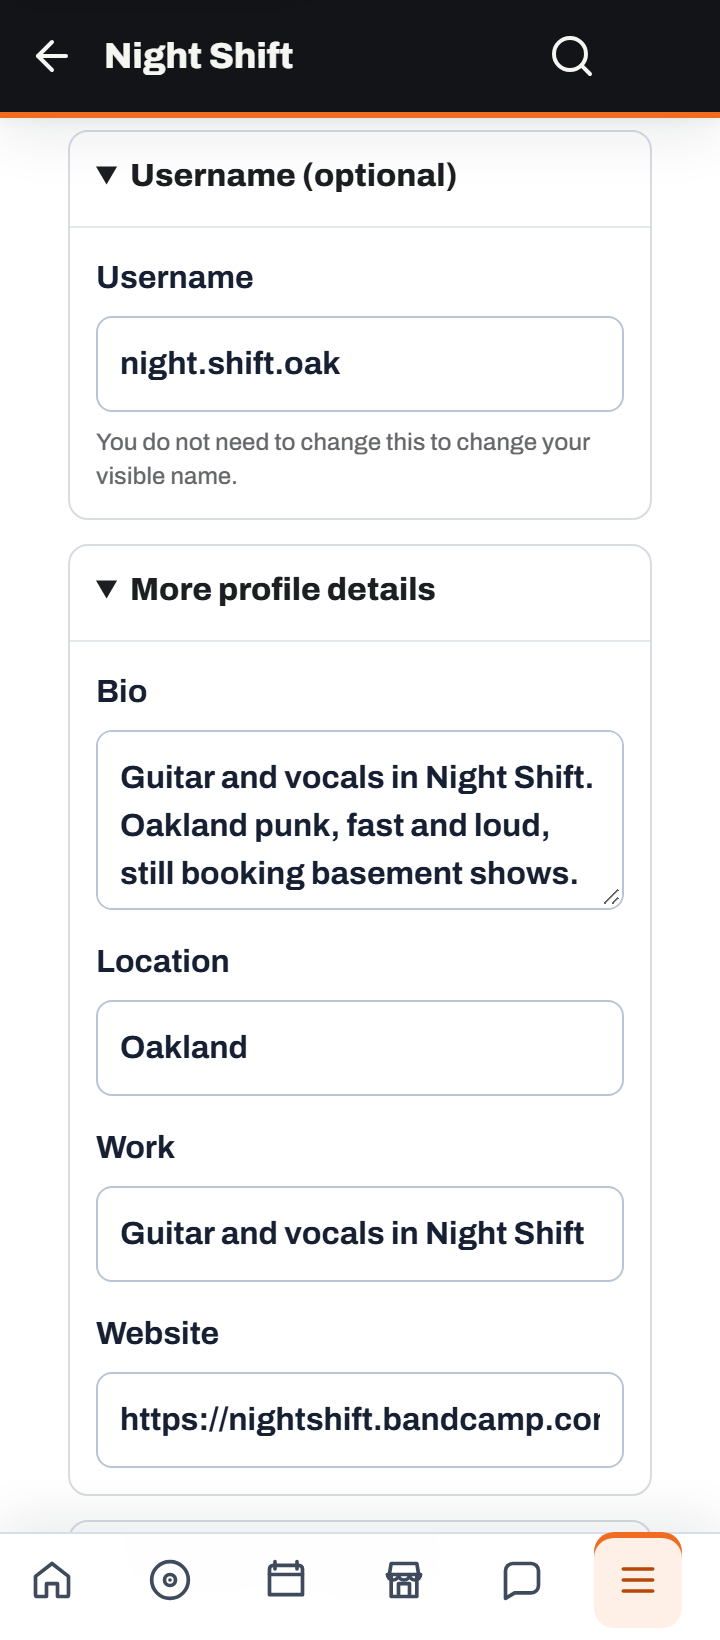 Night Shift
Username (optional)
Username
night.shift.oak
You do not need to change this to change your
visible name.
More profile details
Bio
Guitar and vocals in Night Shift.
Oakland punk, fast and loud,
still booking basement shows.
Location
Oakland
Work
Guitar and vocals in Night Shift
Website
https://nightshift.bandcamp.cor